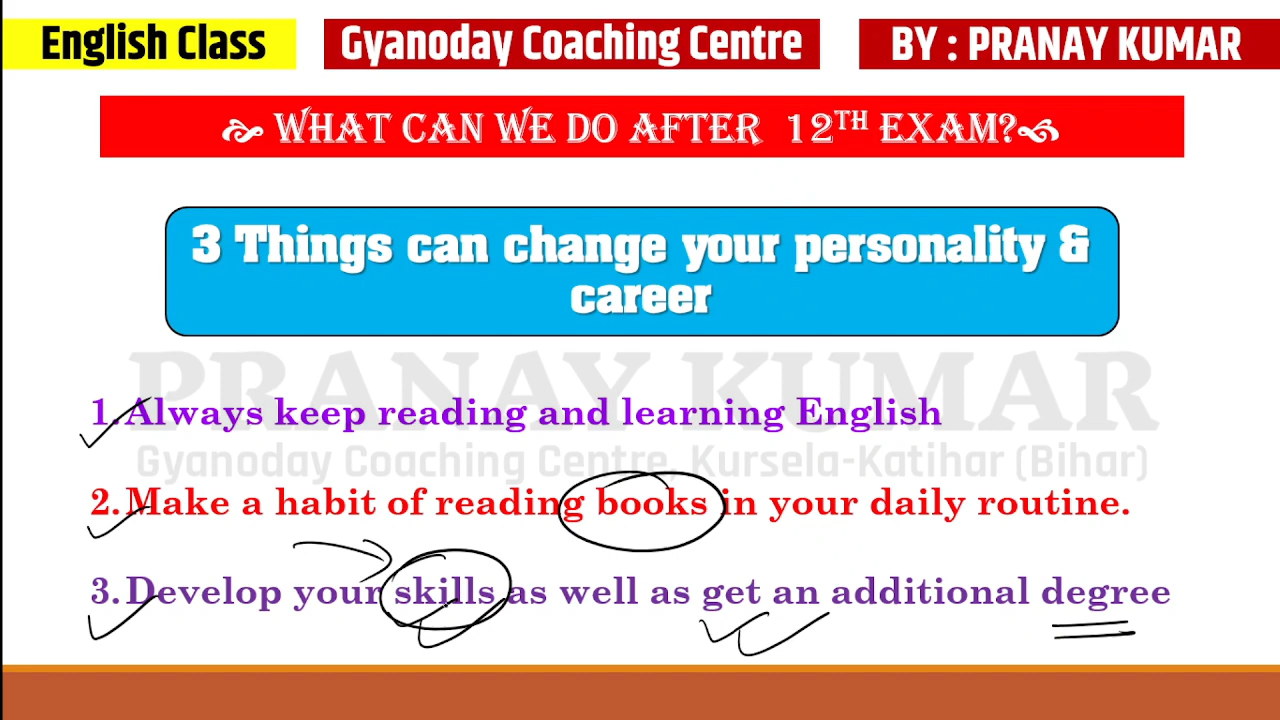 English Class
Gyanoday Coaching Centre
BY : PRANAY KUMAR
WHAT CAN WE DO AFTER 12TH EXAM?
3 Things can change your personality &
career
PRANAY KUMAR
1. Always keep reading and learning English
Gyanoday Coaching Centre, Kursela-Katihar (Bihar)
2. Make a habit of reading books in your daily routine.
3. Develop your skills as well as get an additional degree